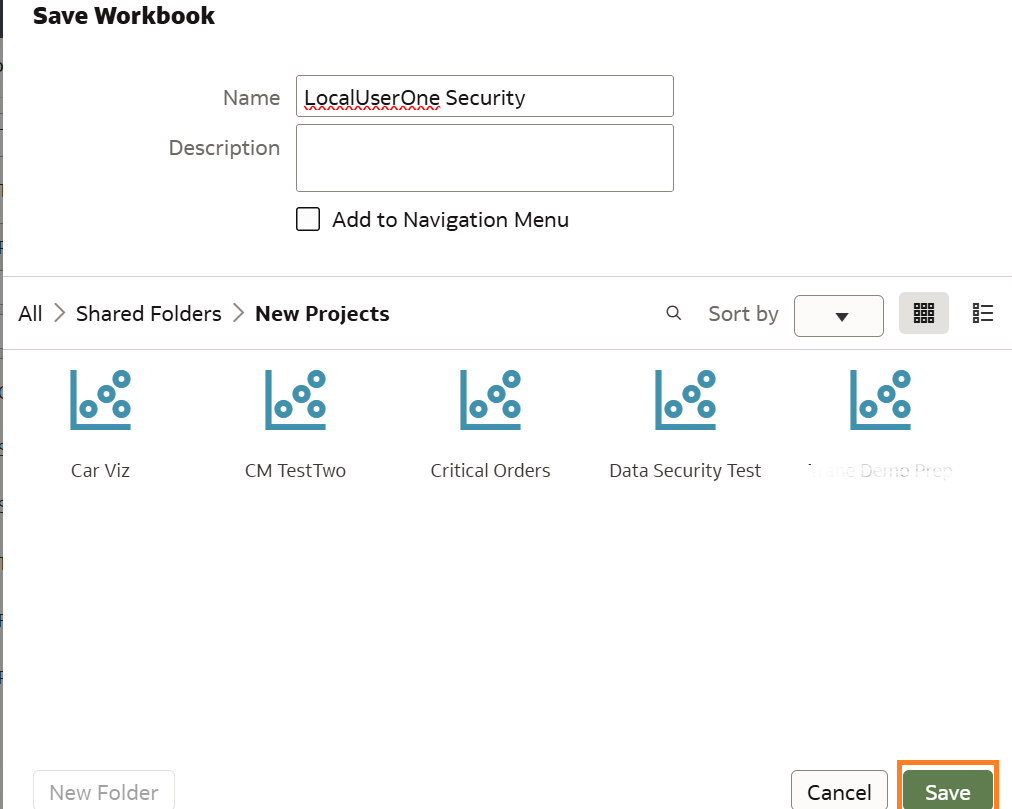 Save Workbook
Name LocalUserOne Security
Description
Add to Navigation Menu
All Shared Folders New Projects Sort by
Car Viz CM TestTwo Critical Orders Data Security Test Demo Prep
New Folder Cancel Save